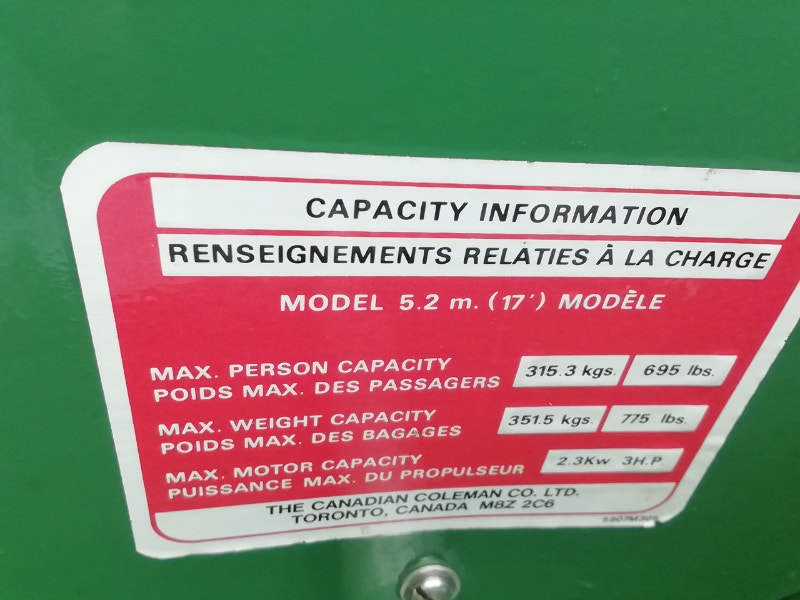 CAPACITY INFORMATION
RENSEIGNEMENTS RELATIES À LA CHARGE
MODEL 5.2 m. (17') MODÈLE
MAX. PERSON CAPACITY
POIDS MAX. DES PASSAGERS
315.3 kgs. 695 lbs.
MAX. WEIGHT CAPACITY
POIDS MAX. DES BAGAGES
351.5 kgs. 775 lbs.
MAX. MOTOR CAPACITY
PUISSANCE MAX. DU PROPULSEUR
2.3Kw 3H.P
THE CANADIAN COLEMAN CO. LTD.
TORONTO, CANADA M8Z 2C6